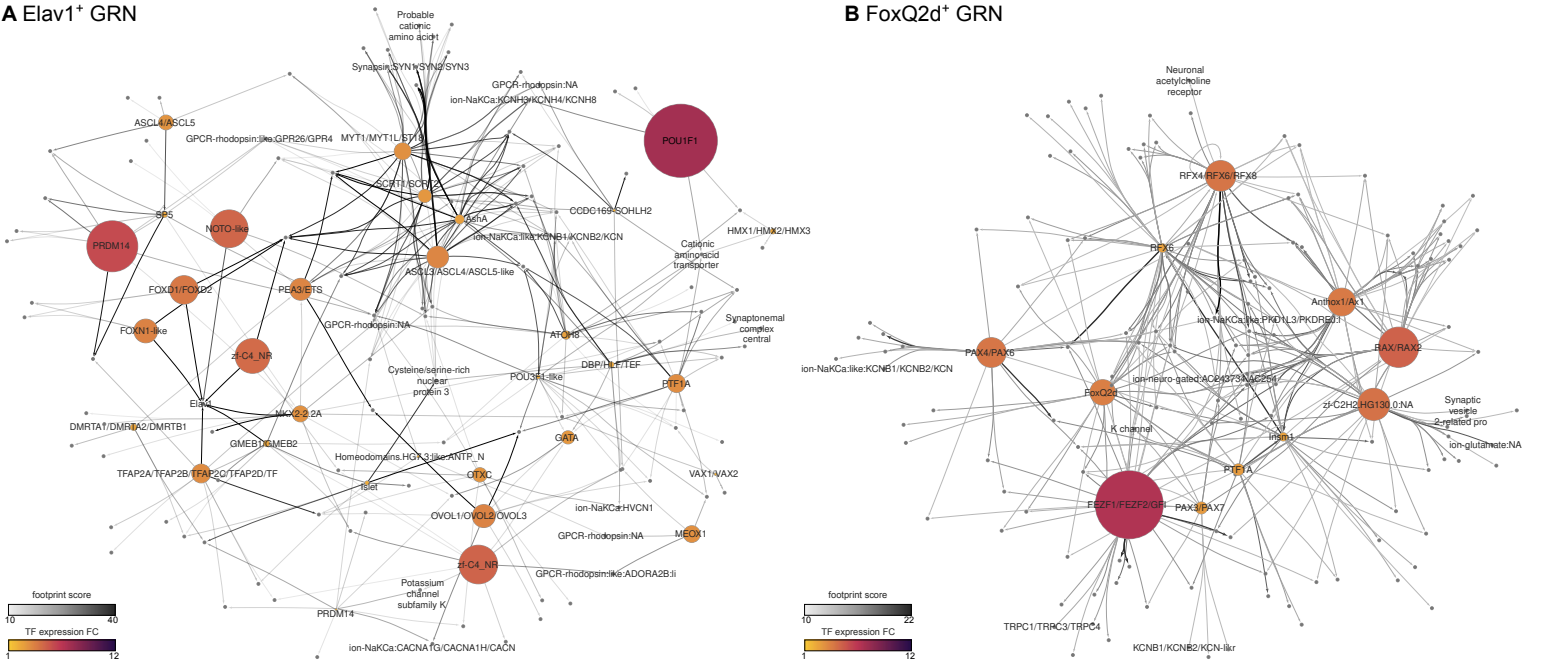 A Elav1+ GRN
Probable
cationic
amino acid t
Synapsin:SYN1/SYN2/SYN3
GPCR-rhodopsin:NA
ion-NaKCa:KCNH3/KCNH4/KCNH8
ASCL4/ASCL5
GPCR-rhodopsin:like:GPR26/GPR4
MYT1/MYT1L/ST18
POU1F1
SCRT1/SCRT2
SP5
AshA
CCDC169-SOHLH2
NOTO-like
HMX1/HMX2/HMX3
PRDM14
ion-NaKCa:like:KCNB1/KCNB2/KCN
Cationic
amino acid
transporter
ASCL3/ASCL4/ASCL5-like
FOXD1/FOXD2
PEA3/ETS
GPCR-rhodopsin:NA
Synaptonemal
complex
central
FOXN1-like
ATOH8
zf-C4_NR
DBP/HLF/TEF
Cysteine/serine-rich
nuclear
protein 3
POU3F1-like
PTF1A
Elav1
NKX2-2.2A
DMRTA1/DMRTA2/DMRTB1
GMEB1/GMEB2
GATA
Homeodomains.HG7.3:like:ANTP_N
TFAP2A/TFAP2B/TFAP2C/TFAP2D/TF
OTXC
VAX1/VAX2
Islet
ion-NaKCa:HVCN1
OVOL1/OVOL2/OVOL3
GPCR-rhodopsin:NA
MEOX1
zf-C4_NR
GPCR-rhodopsin:like:ADORA2B:li
Potassium
channel
subfamily K
PRDM14
ion-NaKCa:CACNA1G/CACNA1H/CACN
footprint score
10 40
TF expression FC
1 12
B FoxQ2d+ GRN
Neuronal
acetylcholine
receptor
RFX4/RFX6/RFX8
RFX6
Anthox1/Ax1
ion-NaKCa:like:PKD1L3/PKDREJ:l
RAX/RAX2
PAX4/PAX6
ion-NaKCa:like:KCNB1/KCNB2/KCN
ion-neuro-gated:AC243734/AC254
FoxQ2d
zf-C2H2.HG130.0:NA
Synaptic
vesicle
2-related pro
K channel
Insm1
ion-glutamate:NA
PTF1A
FEZF1/FEZF2/GFI
PAX3/PAX7
TRPC1/TRPC3/TRPC4
KCNB1/KCNB2/KCN-likr
footprint score
10 22
TF expression FC
1 12